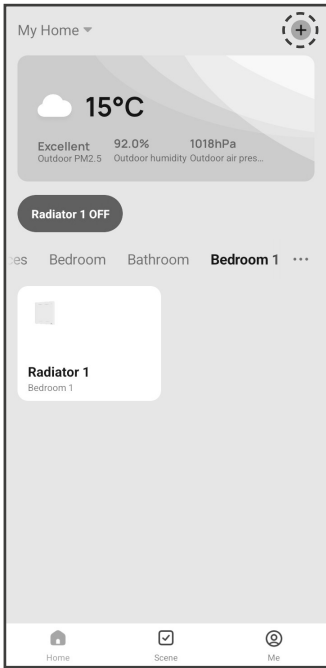 My Home
15°C
Excellent 92.0% 1018hPa
Outdoor PM2.5 Outdoor humidity Outdoor air pres...
Radiator 1 OFF
ces Bedroom Bathroom Bedroom 1 ...
Radiator 1
Bedroom 1
Home Scene Me